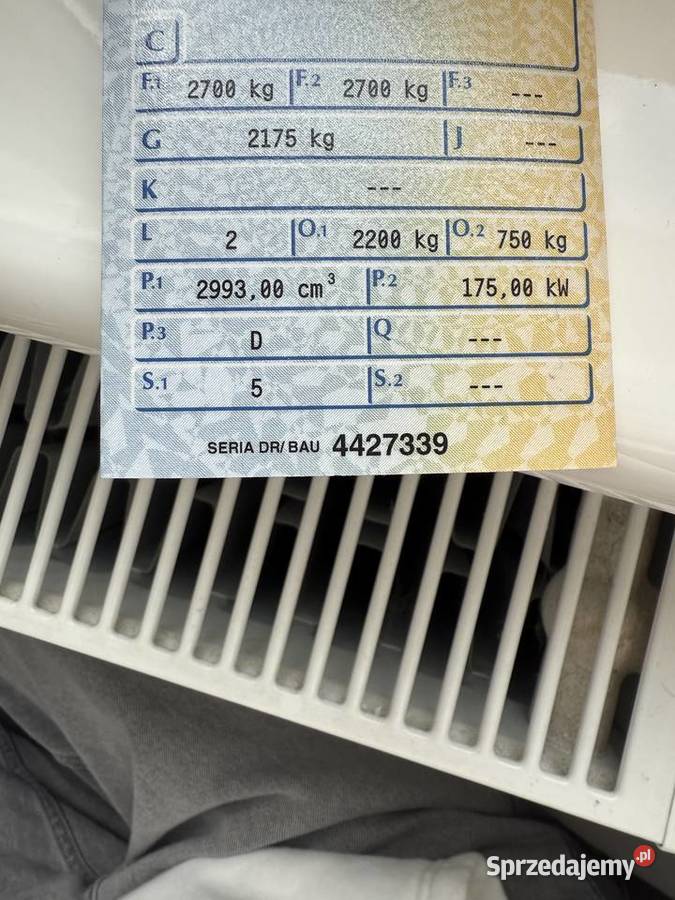 C
F.1 2700 kg F.2 2700 kg F.3 ---
G 2175 kg J ---
K ---
L 2 O.1 2200 kg O.2 750 kg
P.1 2993,00 cm³ P.2 175,00 kW
P.3 D Q ---
S.1 5 S.2 ---
SERIA DR/BAU 4427339
Sprzedajemy.pl